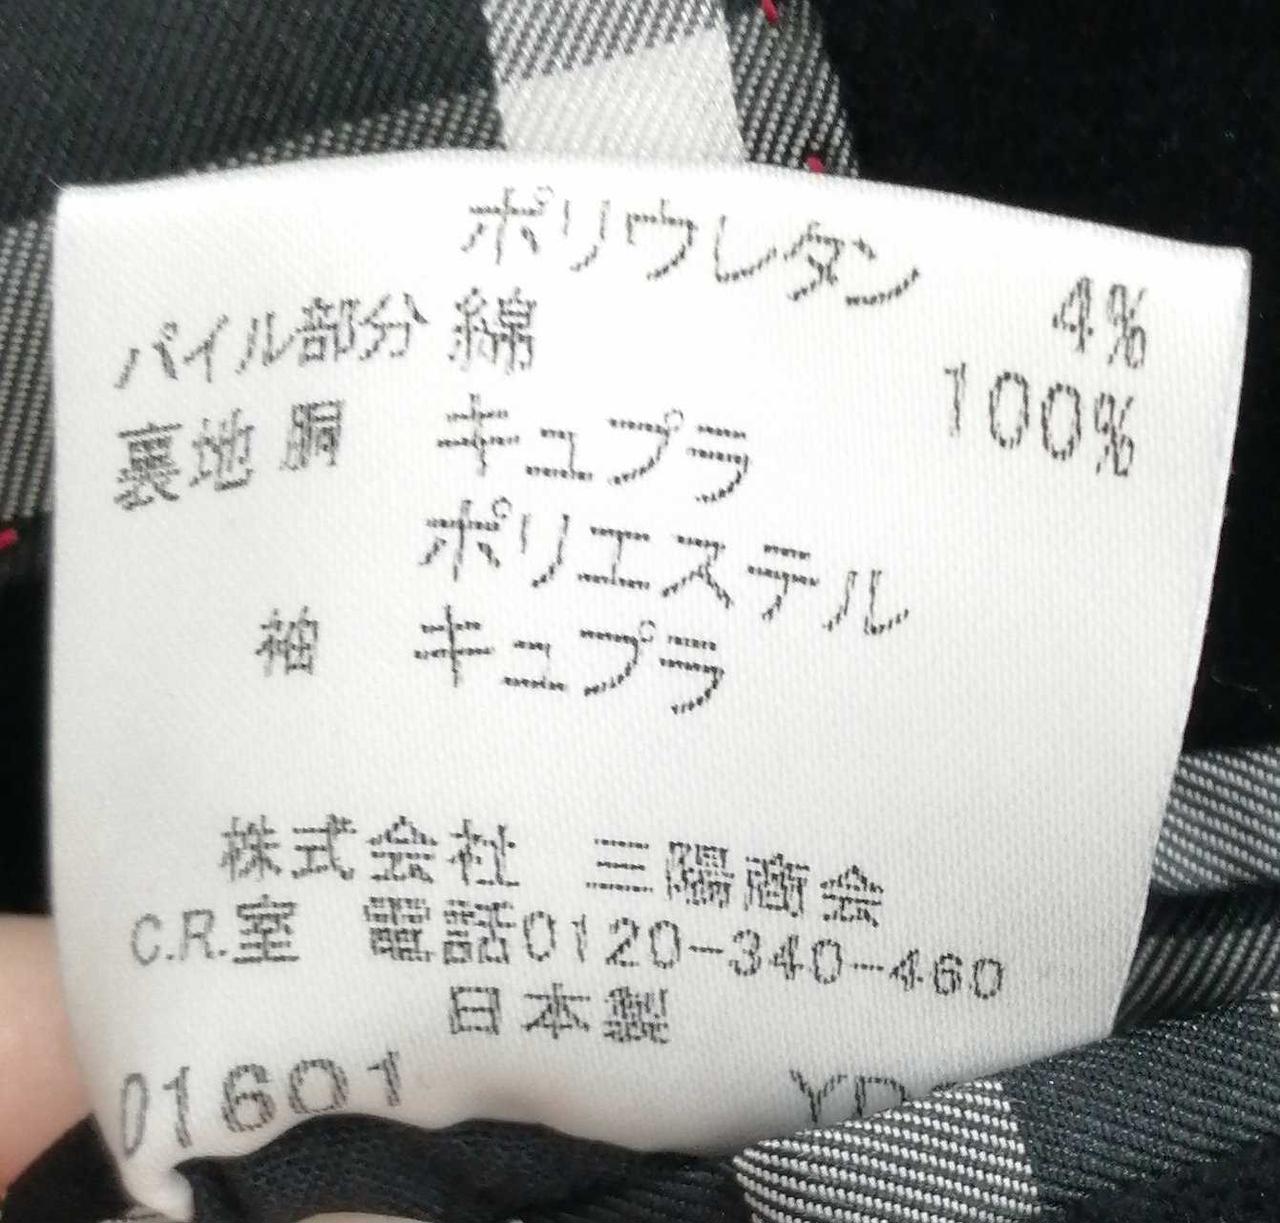 ポリウレタン 4%
パイル部分 綿 100%
裏地 胴 キュプラ
ポリエステル
袖 キュプラ
株式会社 三陽商会
C.R.室 電話0120-340-460
日本製
01601